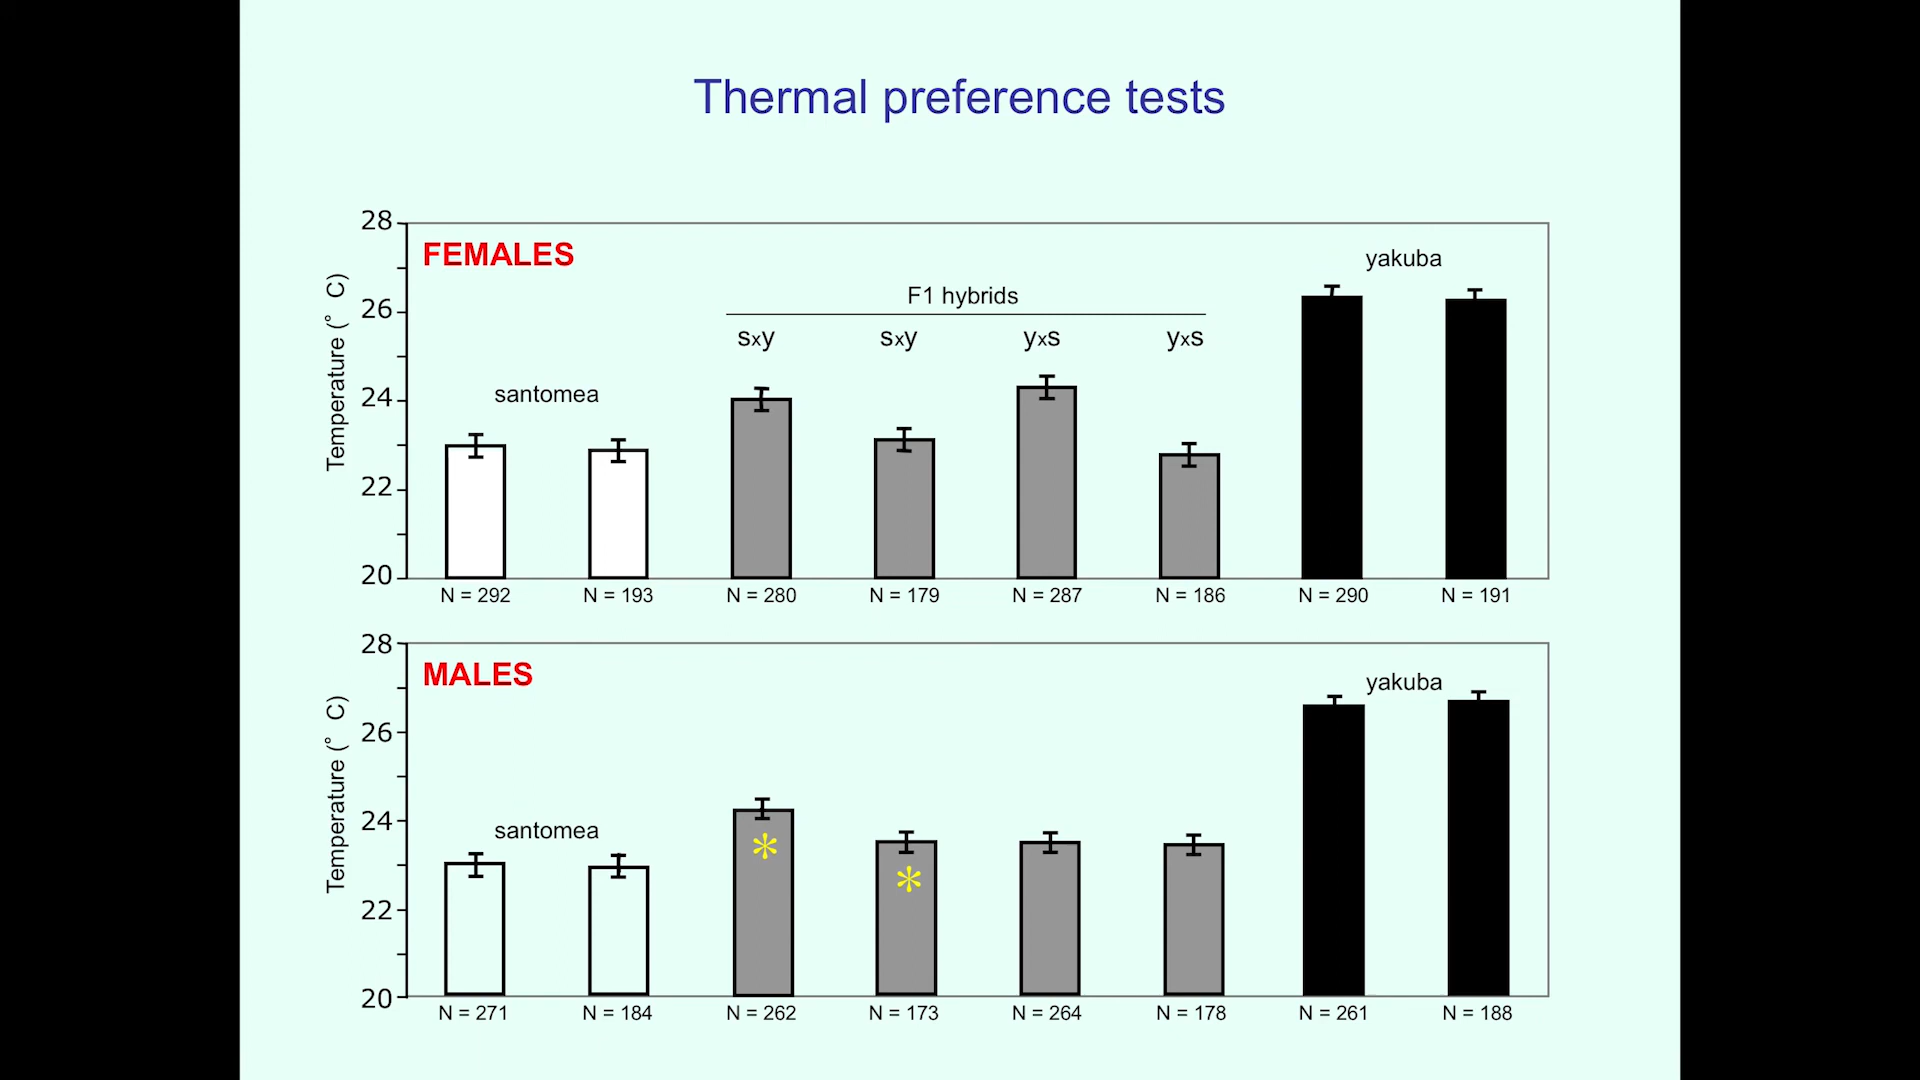 Thermal preference tests
28
26
24
22
20
Temperature (° C)
FEMALES
yakuba
F1 hybrids
sxy sxy yxs yxs
santomea
N = 292 N = 193 N = 280 N = 179 N = 287 N = 186 N = 290 N = 191
28
26
24
22
20
Temperature (° C)
MALES
yakuba
santomea
* *
N = 271 N = 184 N = 262 N = 173 N = 264 N = 178 N = 261 N = 188